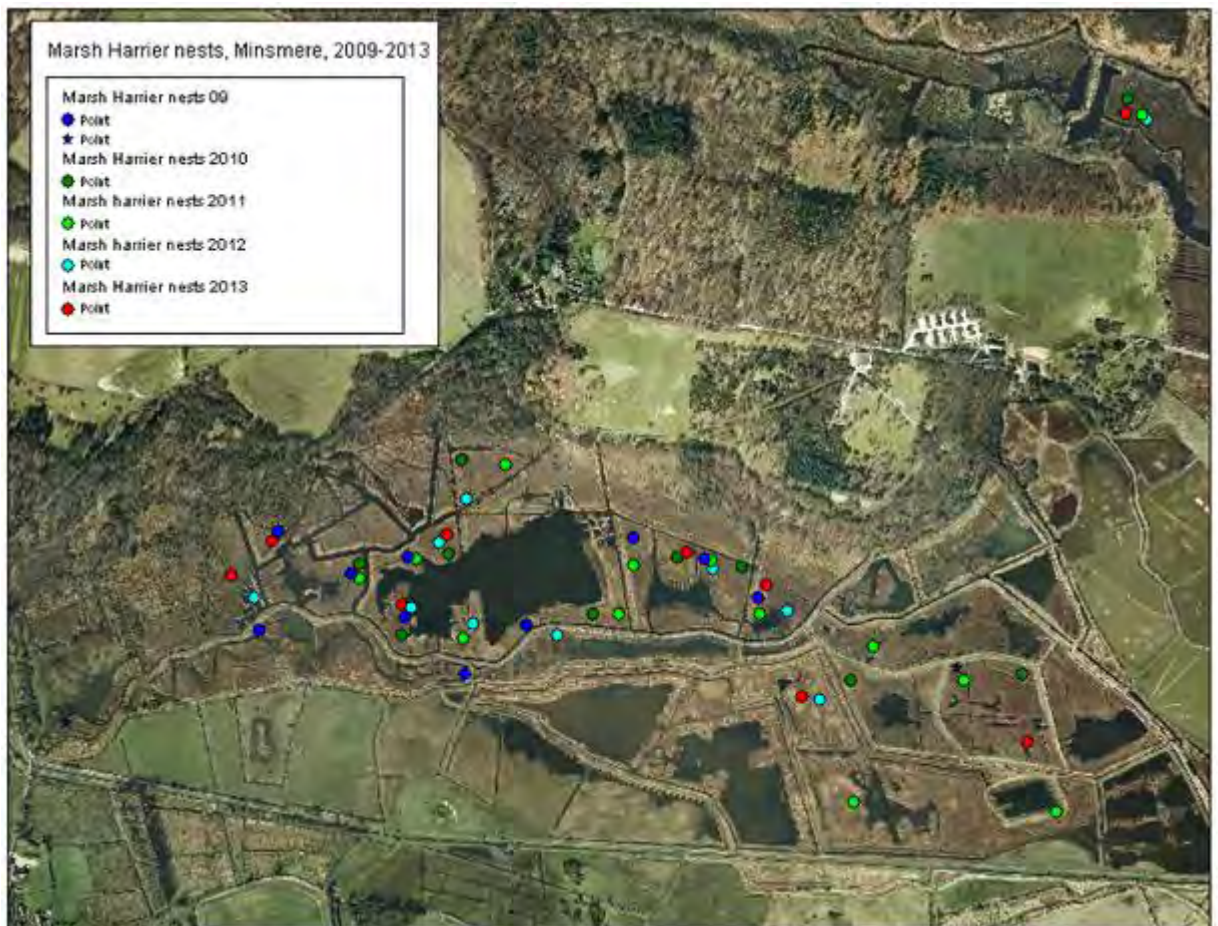 Marsh Harrier nests, Minsmere, 2009-2013
Marsh Harrier nests 09
Point
Point
Marsh Harrier nests 2010
Point
Marsh harrier nests 2011
Point
Marsh harrier nests 2012
Point
Marsh Harrier nests 2013
Point